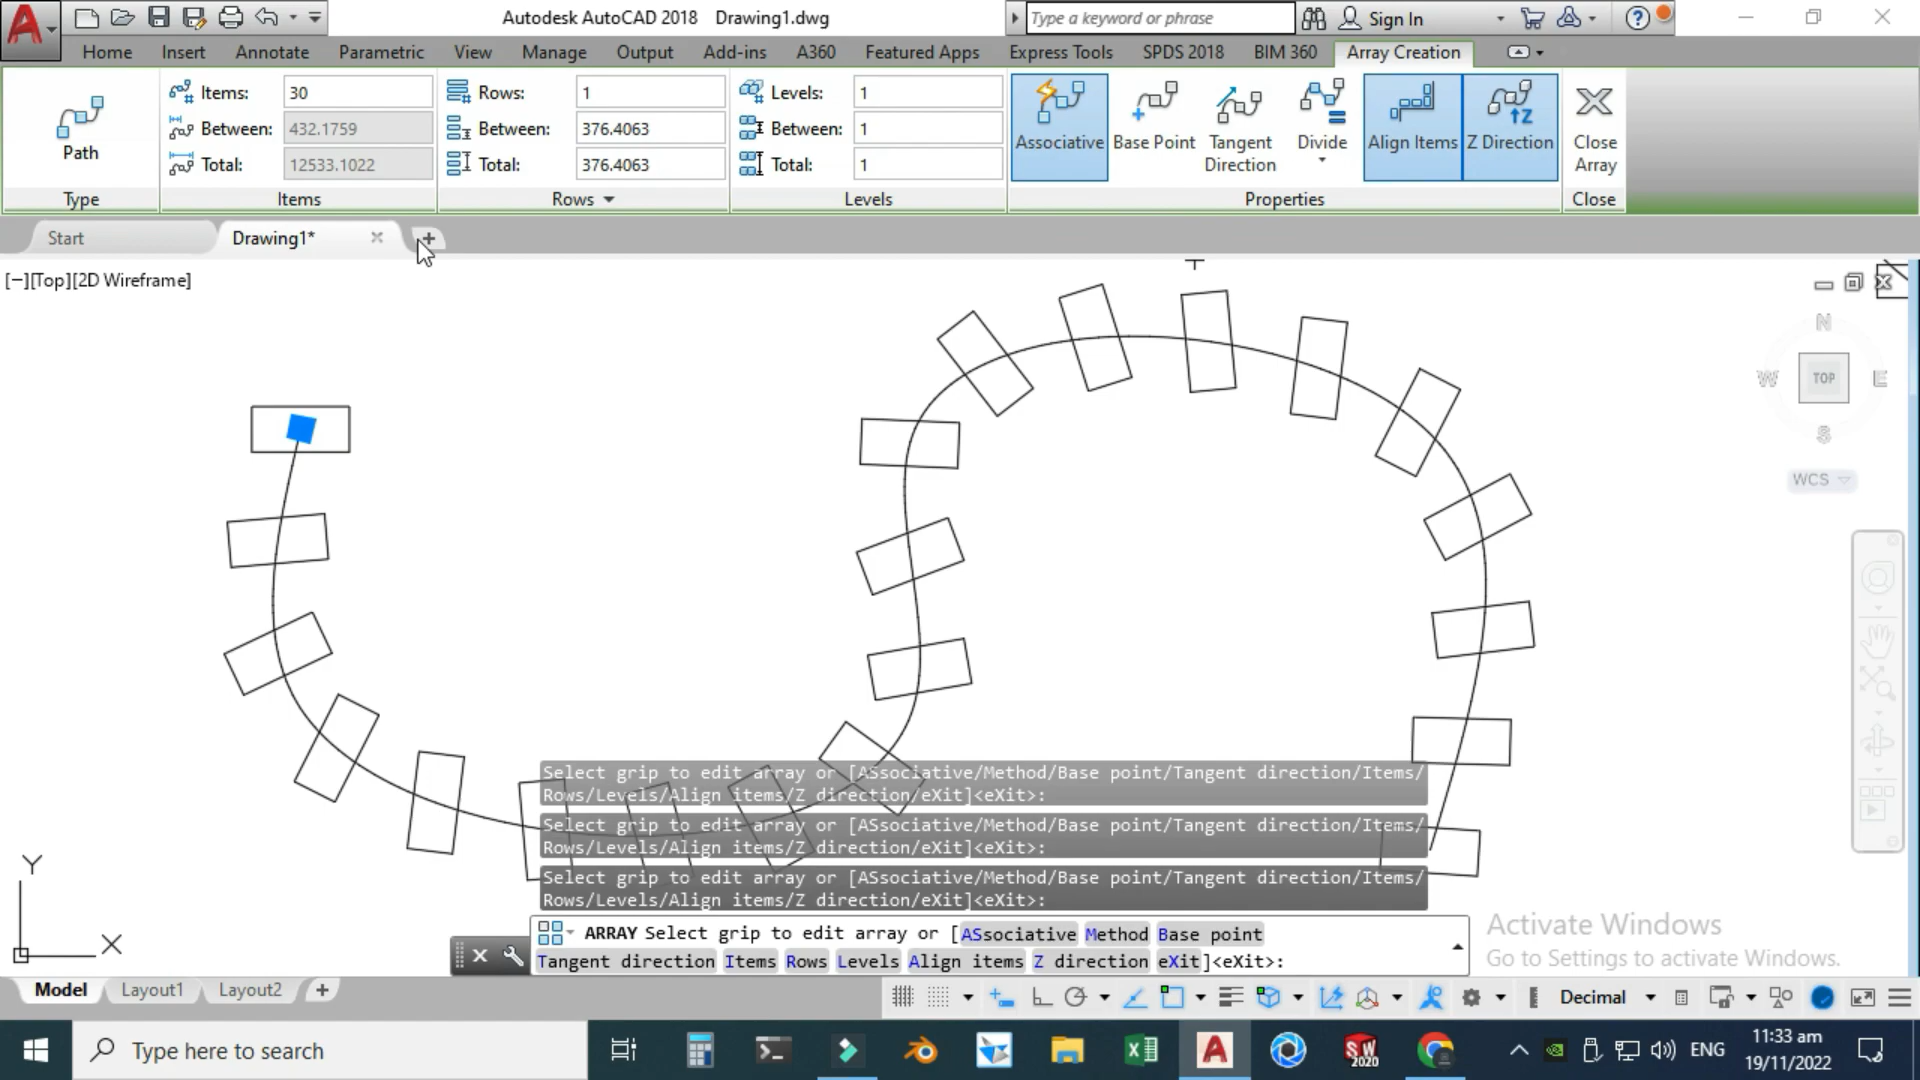 Autodesk AutoCAD 2018 Drawing1.dwg
Type a keyword or phrase
Sign In
Home Insert Annotate Parametric View Manage Output Add-ins A360 Featured Apps Express Tools SPDS 2018 BIM 360 Array Creation
Path
Type
Items: 30
Between: 432.1759
Total: 12533.1022
Items
Rows: 1
Between: 376.4063
Total: 376.4063
Rows
Levels: 1
Between: 1
Total: 1
Levels
Associative
Base Point
Tangent
Direction
Divide
Align Items
Z Direction
Properties
Close
Array
Close
Start
Drawing1*
[−][Top][2D Wireframe]
N
W
TOP
E
S
WCS
Select grip to edit array or [ASsociative/Method/Base point/Tangent direction/Items/
Rows/Levels/Align items/Z direction/eXit]<eXit>:
Select grip to edit array or [ASsociative/Method/Base point/Tangent direction/Items/
Rows/Levels/Align items/Z direction/eXit]<eXit>:
Select grip to edit array or [ASsociative/Method/Base point/Tangent direction/Items/
Rows/Levels/Align items/Z direction/eXit]<eXit>:
ARRAY Select grip to edit array or [ASsociative Method Base point
Tangent direction Items Rows Levels Align items Z direction eXit]<eXit>:
Y
X
Activate Windows
Go to Settings to activate Windows.
Model Layout1 Layout2
Decimal
Type here to search
SW
2020
ENG
11:33 am
19/11/2022